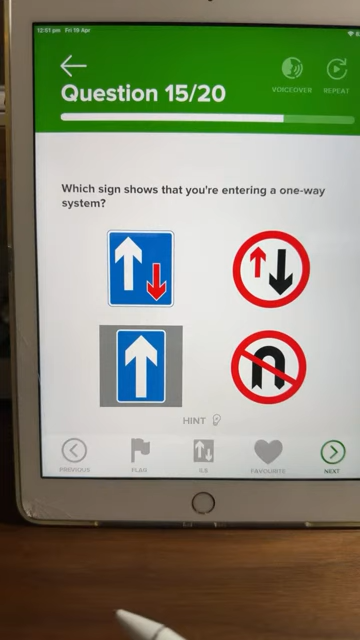 12:51 pm Fri 19 Apr
Question 15/20
VOICEOVER
REPEAT
Which sign shows that you're entering a one-way
system?
HINT
PREVIOUS
FLAG
ICS
FAVOURITE
NEXT